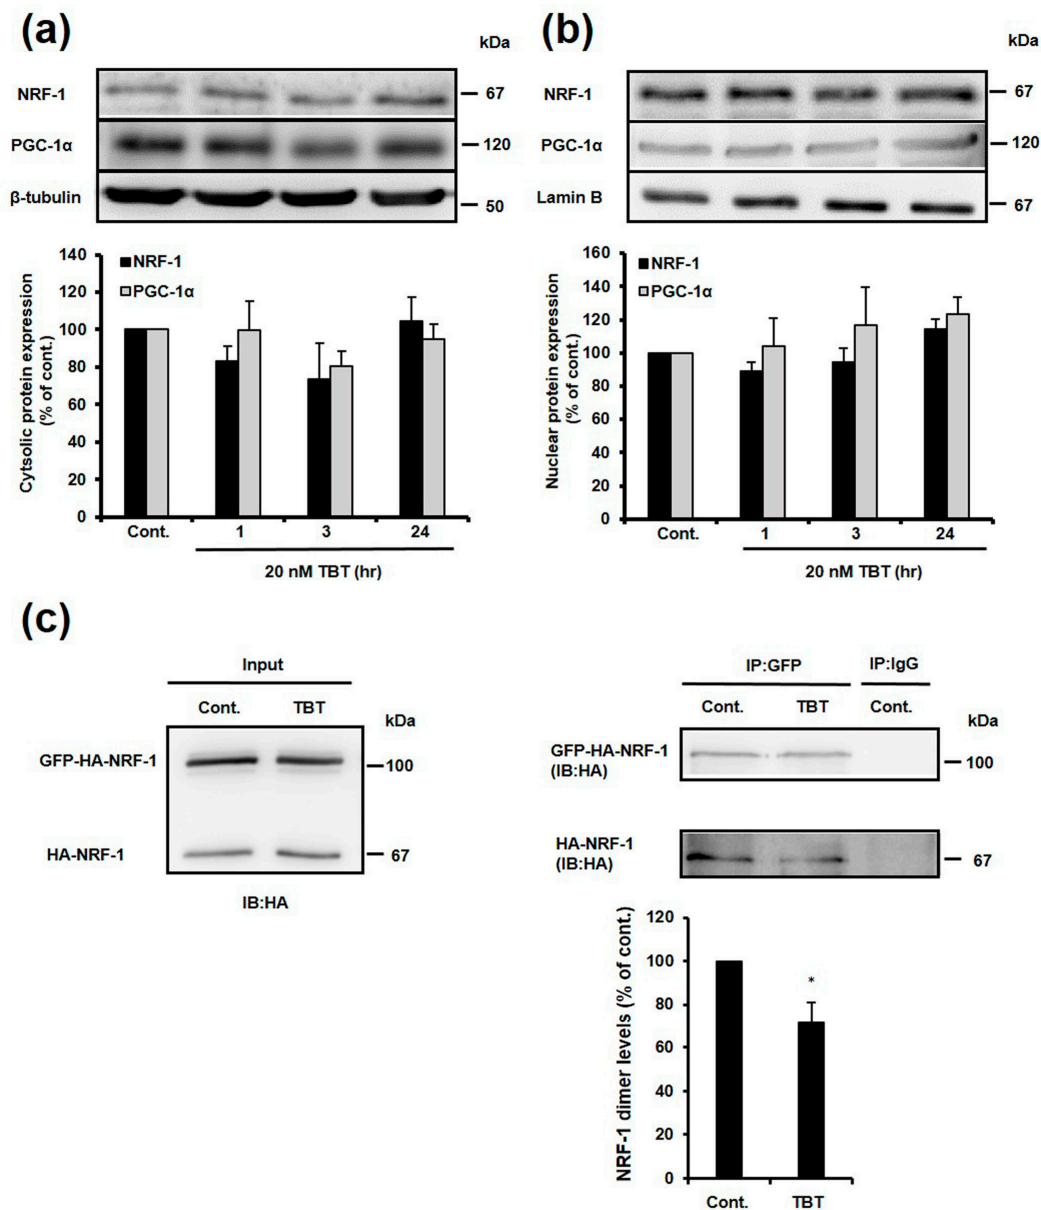 (a)
kDa
NRF-1
67
PGC-1α
120
β-tubulin
50
140
120
100
80
60
40
20
0
Cytsolic protein expression
(% of cont.)
NRF-1
PGC-1α
Cont.
1
3
24
20 nM TBT (hr)
(b)
kDa
NRF-1
67
PGC-1α
120
Lamin B
67
160
140
120
100
80
60
40
20
0
Nuclear protein expression
(% of cont.)
NRF-1
PGC-1α
Cont.
1
3
24
20 nM TBT (hr)
(c)
Input
Cont. TBT
kDa
GFP-HA-NRF-1
100
HA-NRF-1
67
IB:HA
IP:GFP IP:IgG
Cont. TBT Cont.
kDa
GFP-HA-NRF-1
(IB:HA)
100
HA-NRF-1
(IB:HA)
67
120
100
80
60
40
20
0
NRF-1 dimer levels (% of cont.)
*
Cont. TBT